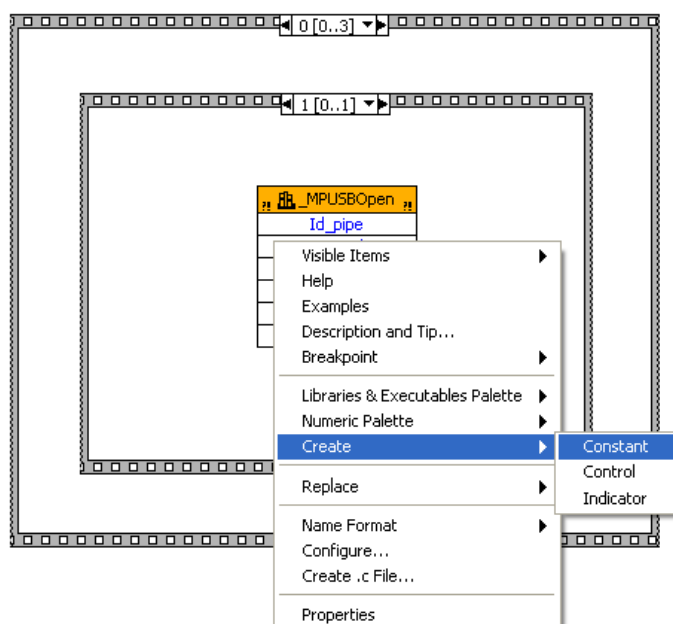 0 [0..3]
1 [0..1]
_MPUSBOpen
Id_pipe
Visible Items
Help
Examples
Description and Tip...
Breakpoint
Libraries & Executables Palette
Numeric Palette
Create
Constant
Control
Indicator
Replace
Name Format
Configure...
Create .c File...
Properties